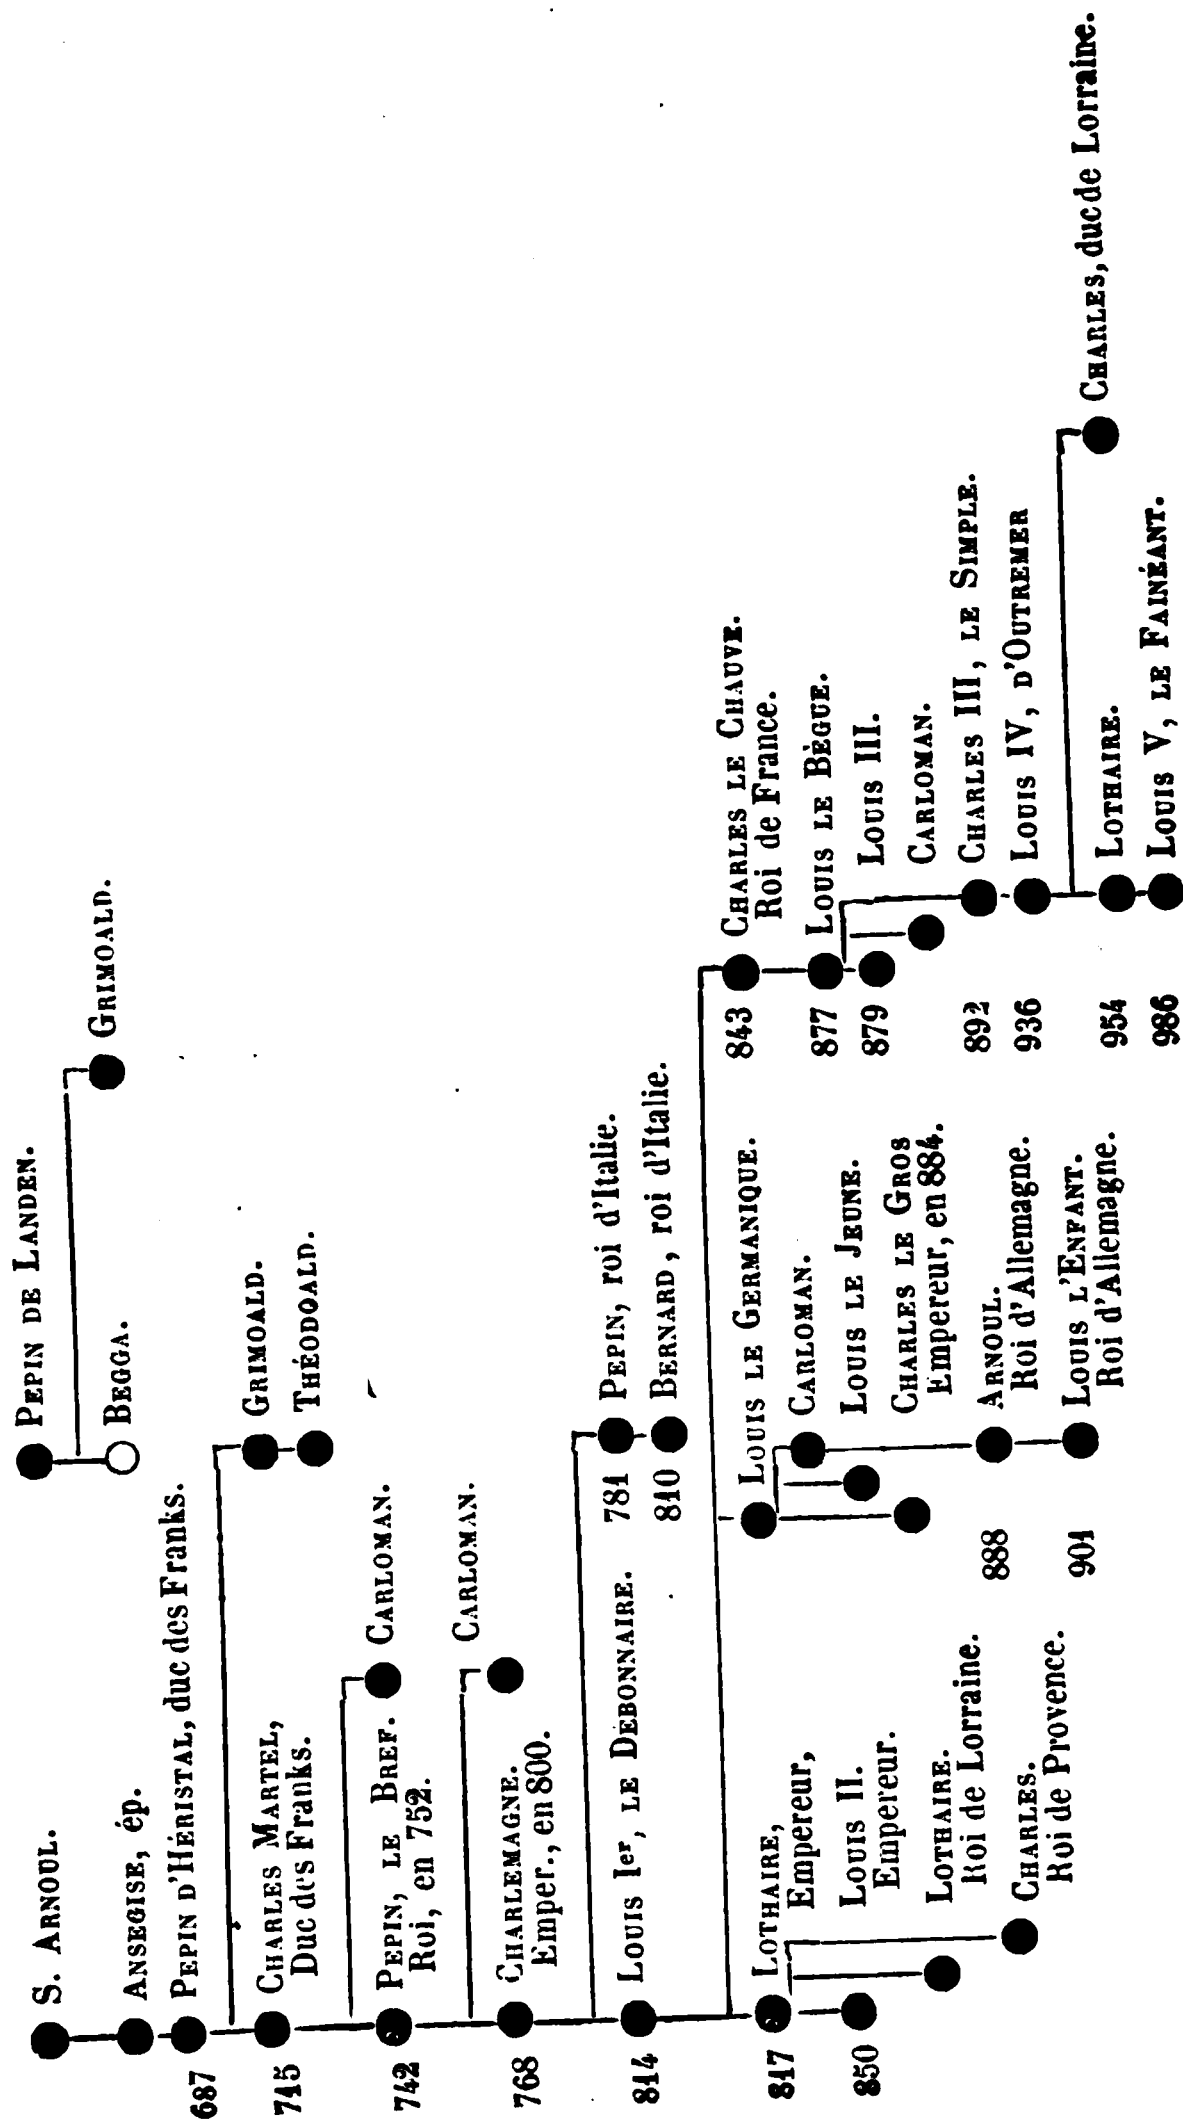 S. ARNOUL.
PEPIN DE LANDEN.
ANSEGISE, ép.
BEGGA.
GRIMOALD.
687
PEPIN D'HÉRISTAL, duc des Franks.
715
CHARLES MARTEL,
Duc des Franks.
GRIMOALD.
THÉODOALD.
742
PEPIN, LE BREF.
Roi, en 752.
CARLOMAN.
768
CHARLEMAGNE.
Emper., en 800.
CARLOMAN.
814
LOUIS Ier, LE DEBONNAIRE.
781
PEPIN, roi d'Italie.
810
BERNARD, roi d'Italie.
817
LOTHAIRE,
Empereur,
850
LOUIS II.
Empereur.
LOTHAIRE.
Roi de Lorraine.
CHARLES.
Roi de Provence.
LOUIS LE GERMANIQUE.
CARLOMAN.
LOUIS LE JEUNE.
CHARLES LE GROS
Empereur, en 884.
888
ARNOUL.
Roi d'Allemagne.
901
LOUIS L'ENFANT.
Roi d'Allemagne.
843
CHARLES LE CHAUVE.
Roi de France.
877
LOUIS LE BÈGUE.
879
LOUIS III.
CARLOMAN.
892
CHARLES III, LE SIMPLE.
936
LOUIS IV, D'OUTREMER
954
LOTHAIRE.
CHARLES, duc de Lorraine.
986
LOUIS V, LE FAINÉANT.